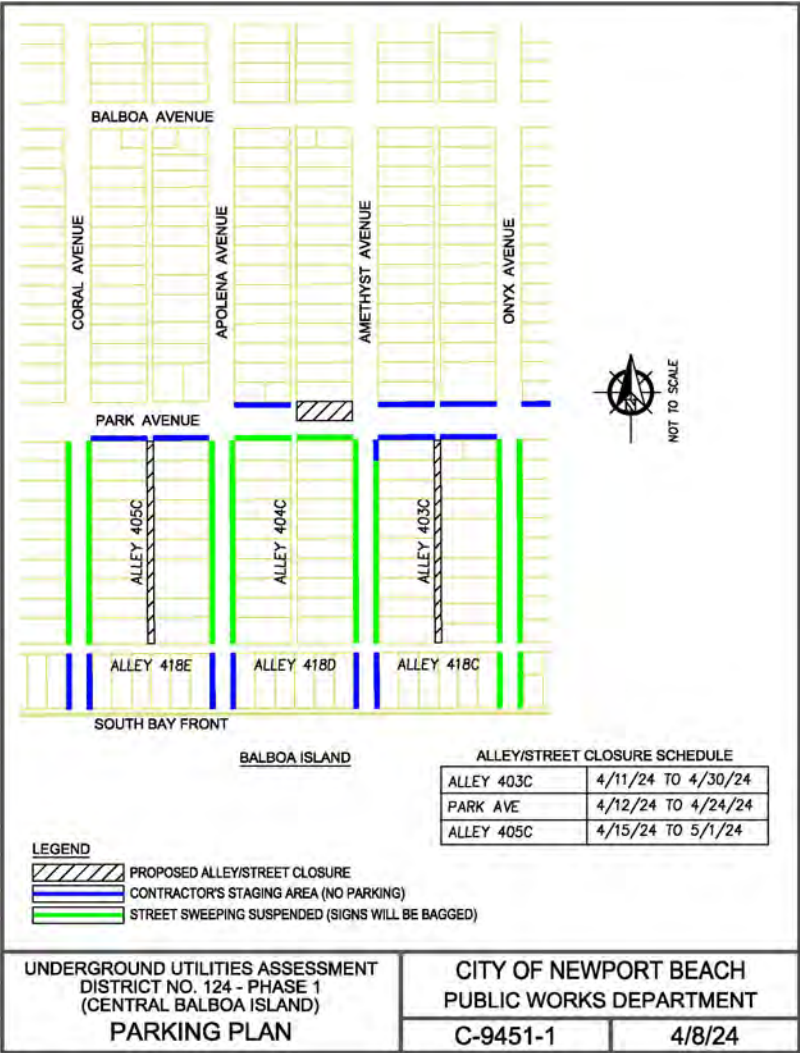 BALBOA AVENUE
CORAL AVENUE
APOLENA AVENUE
AMETHYST AVENUE
ONYX AVENUE
N
NOT TO SCALE
PARK AVENUE
ALLEY 405C
ALLEY 404C
ALLEY 403C
ALLEY 418E
ALLEY 418D
ALLEY 418C
SOUTH BAY FRONT
BALBOA ISLAND
ALLEY/STREET CLOSURE SCHEDULE
ALLEY 403C 4/11/24 TO 4/30/24
PARK AVE 4/12/24 TO 4/24/24
ALLEY 405C 4/15/24 TO 5/1/24
LEGEND
PROPOSED ALLEY/STREET CLOSURE
CONTRACTOR'S STAGING AREA (NO PARKING)
STREET SWEEPING SUSPENDED (SIGNS WILL BE BAGGED)
UNDERGROUND UTILITIES ASSESSMENT
DISTRICT NO. 124 - PHASE 1
(CENTRAL BALBOA ISLAND)
PARKING PLAN
CITY OF NEWPORT BEACH
PUBLIC WORKS DEPARTMENT
C-9451-1 4/8/24